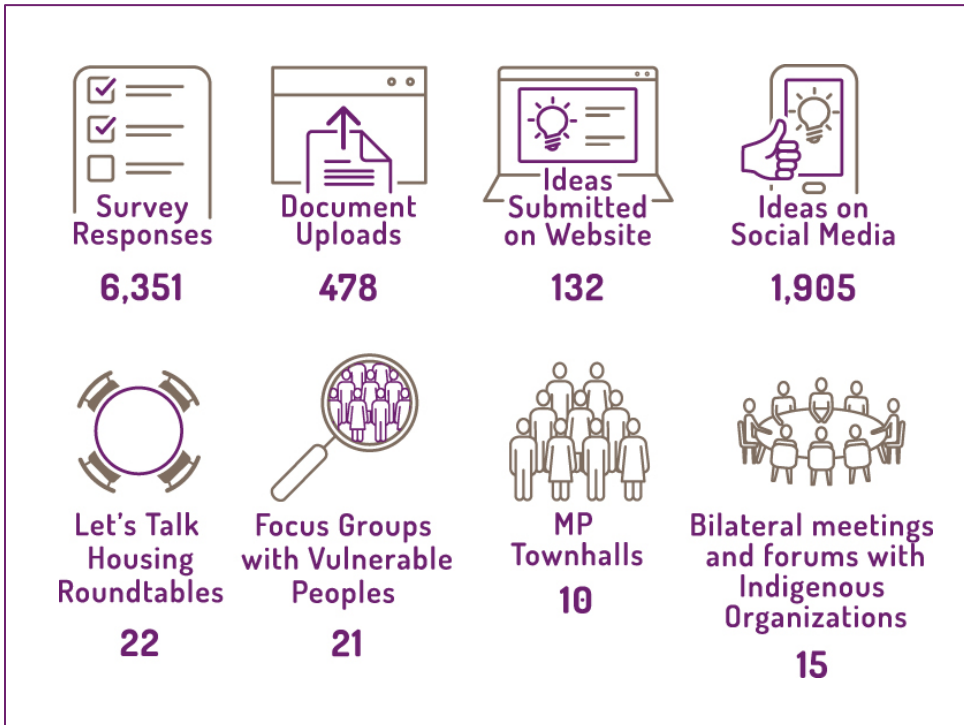 Survey
Responses
6,351
Document
Uploads
478
Ideas
Submitted
on Website
132
Ideas on
Social Media
1,905
Let's Talk
Housing
Roundtables
22
Focus Groups
with Vulnerable
Peoples
21
MP
Townhalls
10
Bilateral meetings
and forums with
Indigenous
Organizations
15